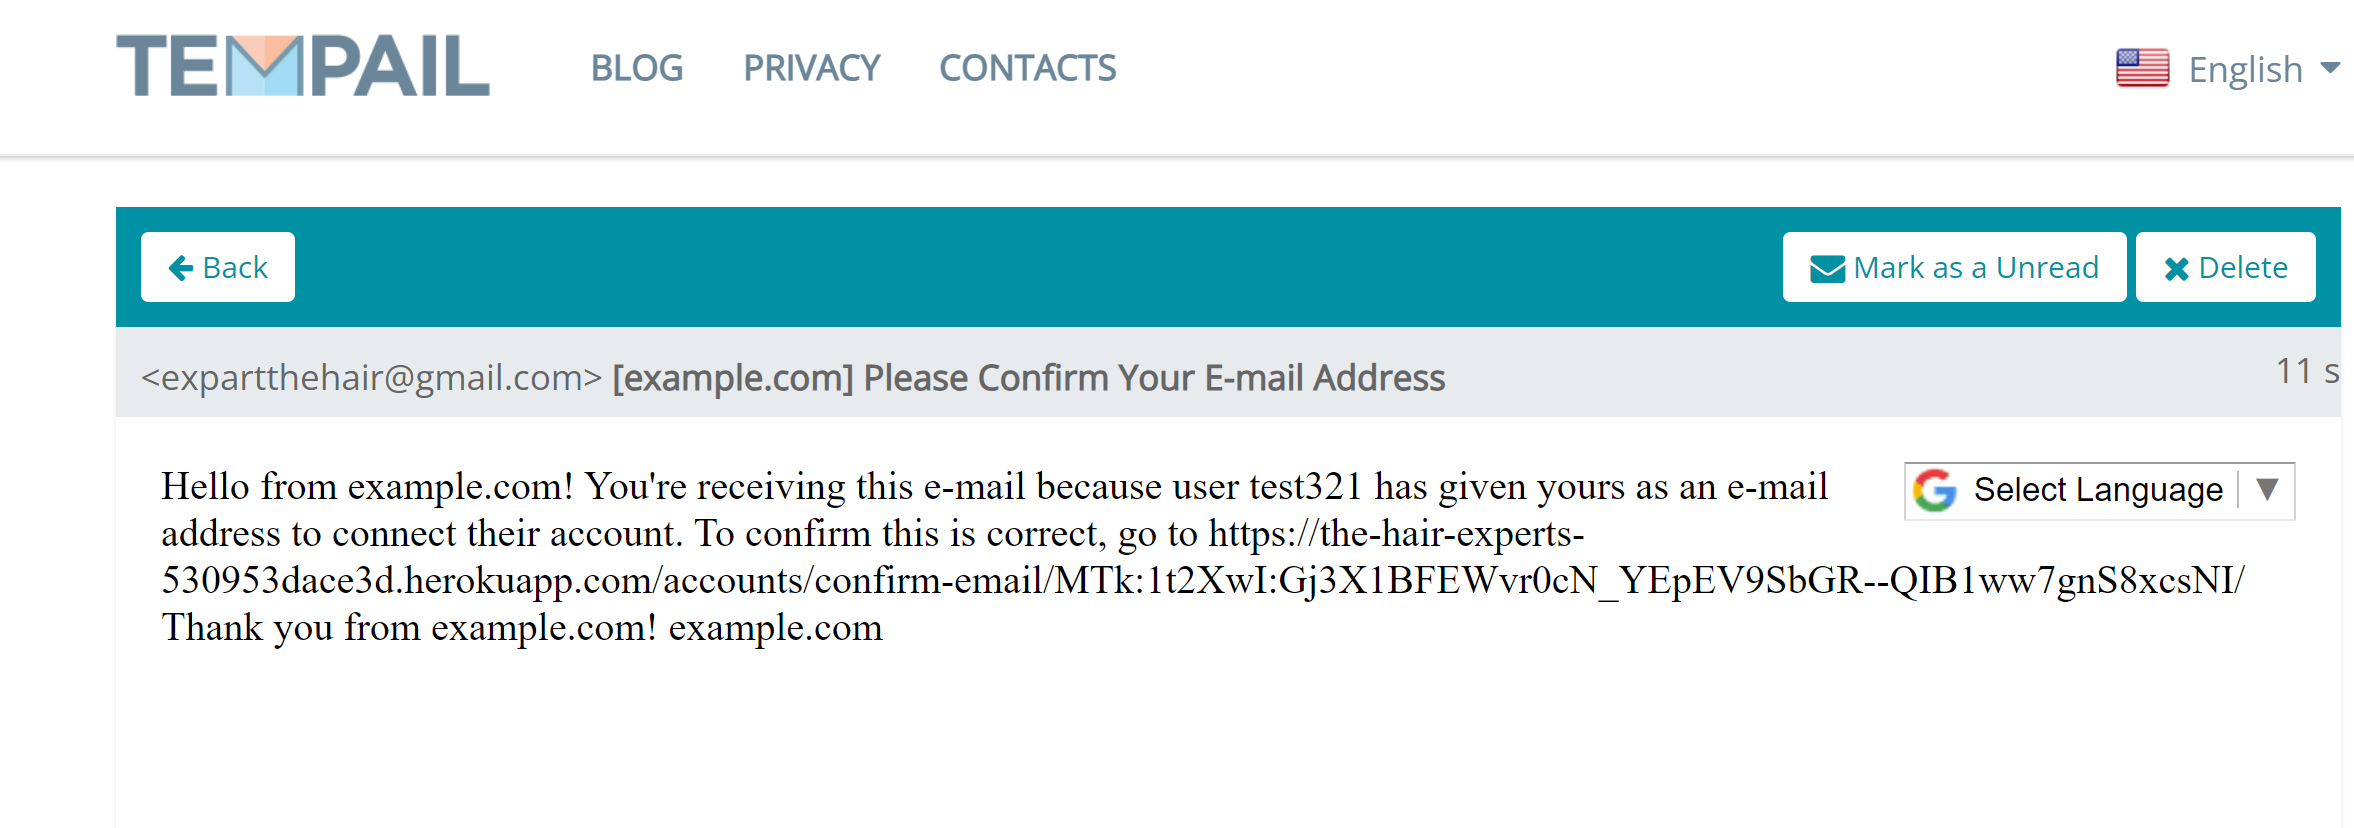 TEMPAIL
BLOG PRIVACY CONTACTS English
Back Mark as a Unread Delete
<expartthehair@gmail.com> [example.com] Please Confirm Your E-mail Address 11 s
Hello from example.com! You're receiving this e-mail because user test321 has given yours as an e-mail
Select Language
address to connect their account. To confirm this is correct, go to https://the-hair-experts-
530953dace3d.herokuapp.com/accounts/confirm-email/MTk:1t2XwI:Gj3X1BFEWvr0cN_YEpEV9SbGR--QIB1ww7gnS8xcsNI/
Thank you from example.com! example.com